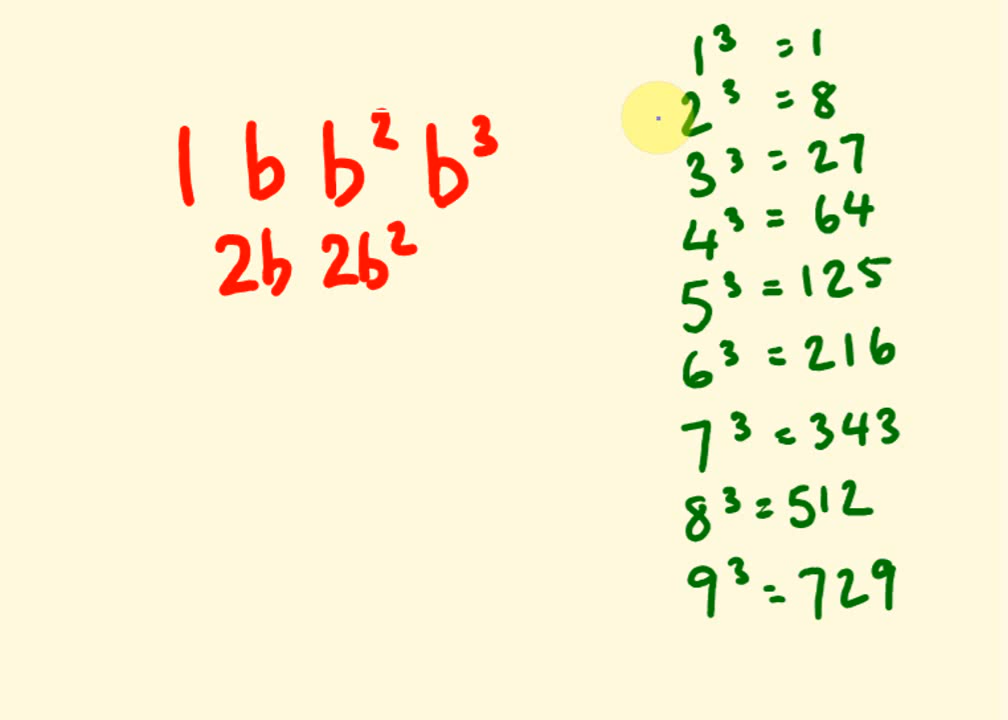 1 b b² b³
2b 2b²
1³ = 1
2³ = 8
3³ = 27
4³ = 64
5³ = 125
6³ = 216
7³ = 343
8³ = 512
9³ = 729